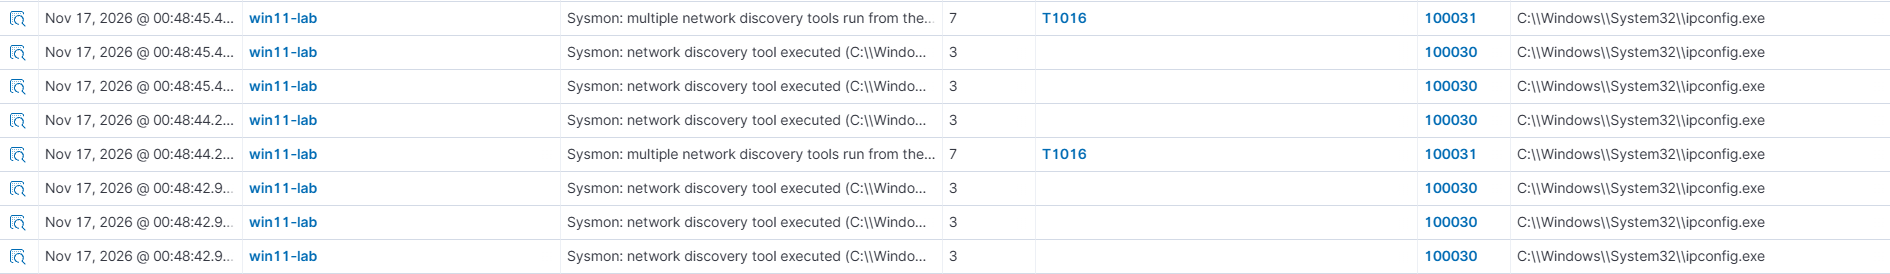 Nov 17, 2026 @ 00:48:45.4... win11-lab Sysmon: multiple network discovery tools run from the... 7 T1016 100031 C:\\Windows\\System32\\ipconfig.exe
Nov 17, 2026 @ 00:48:45.4... win11-lab Sysmon: network discovery tool executed (C:\\Windo... 3 100030 C:\\Windows\\System32\\ipconfig.exe
Nov 17, 2026 @ 00:48:45.4... win11-lab Sysmon: network discovery tool executed (C:\\Windo... 3 100030 C:\\Windows\\System32\\ipconfig.exe
Nov 17, 2026 @ 00:48:44.2... win11-lab Sysmon: network discovery tool executed (C:\\Windo... 3 100030 C:\\Windows\\System32\\ipconfig.exe
Nov 17, 2026 @ 00:48:44.2... win11-lab Sysmon: multiple network discovery tools run from the... 7 T1016 100031 C:\\Windows\\System32\\ipconfig.exe
Nov 17, 2026 @ 00:48:42.9... win11-lab Sysmon: network discovery tool executed (C:\\Windo... 3 100030 C:\\Windows\\System32\\ipconfig.exe
Nov 17, 2026 @ 00:48:42.9... win11-lab Sysmon: network discovery tool executed (C:\\Windo... 3 100030 C:\\Windows\\System32\\ipconfig.exe
Nov 17, 2026 @ 00:48:42.9... win11-lab Sysmon: network discovery tool executed (C:\\Windo... 3 100030 C:\\Windows\\System32\\ipconfig.exe